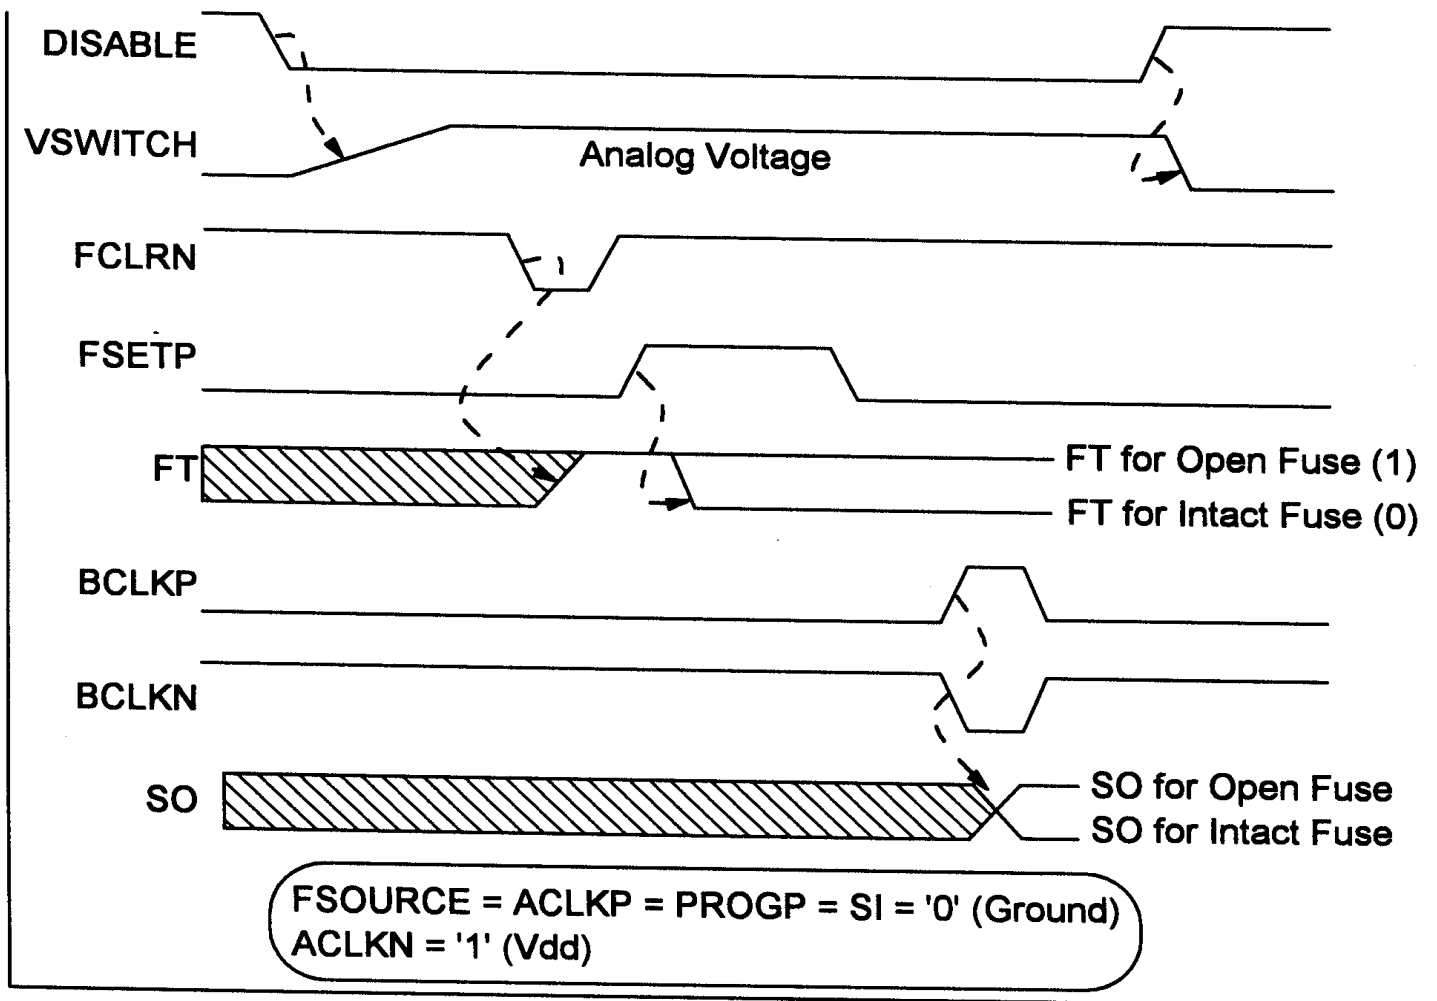 DISABLE
VSWITCH
Analog Voltage
FCLRN
FSETP
FT
FT for Open Fuse (1)
FT for Intact Fuse (0)
BCLKP
BCLKN
SO
SO for Open Fuse
SO for Intact Fuse
FSOURCE = ACLKP = PROGP = SI = '0' (Ground)
ACLKN = '1' (Vdd)